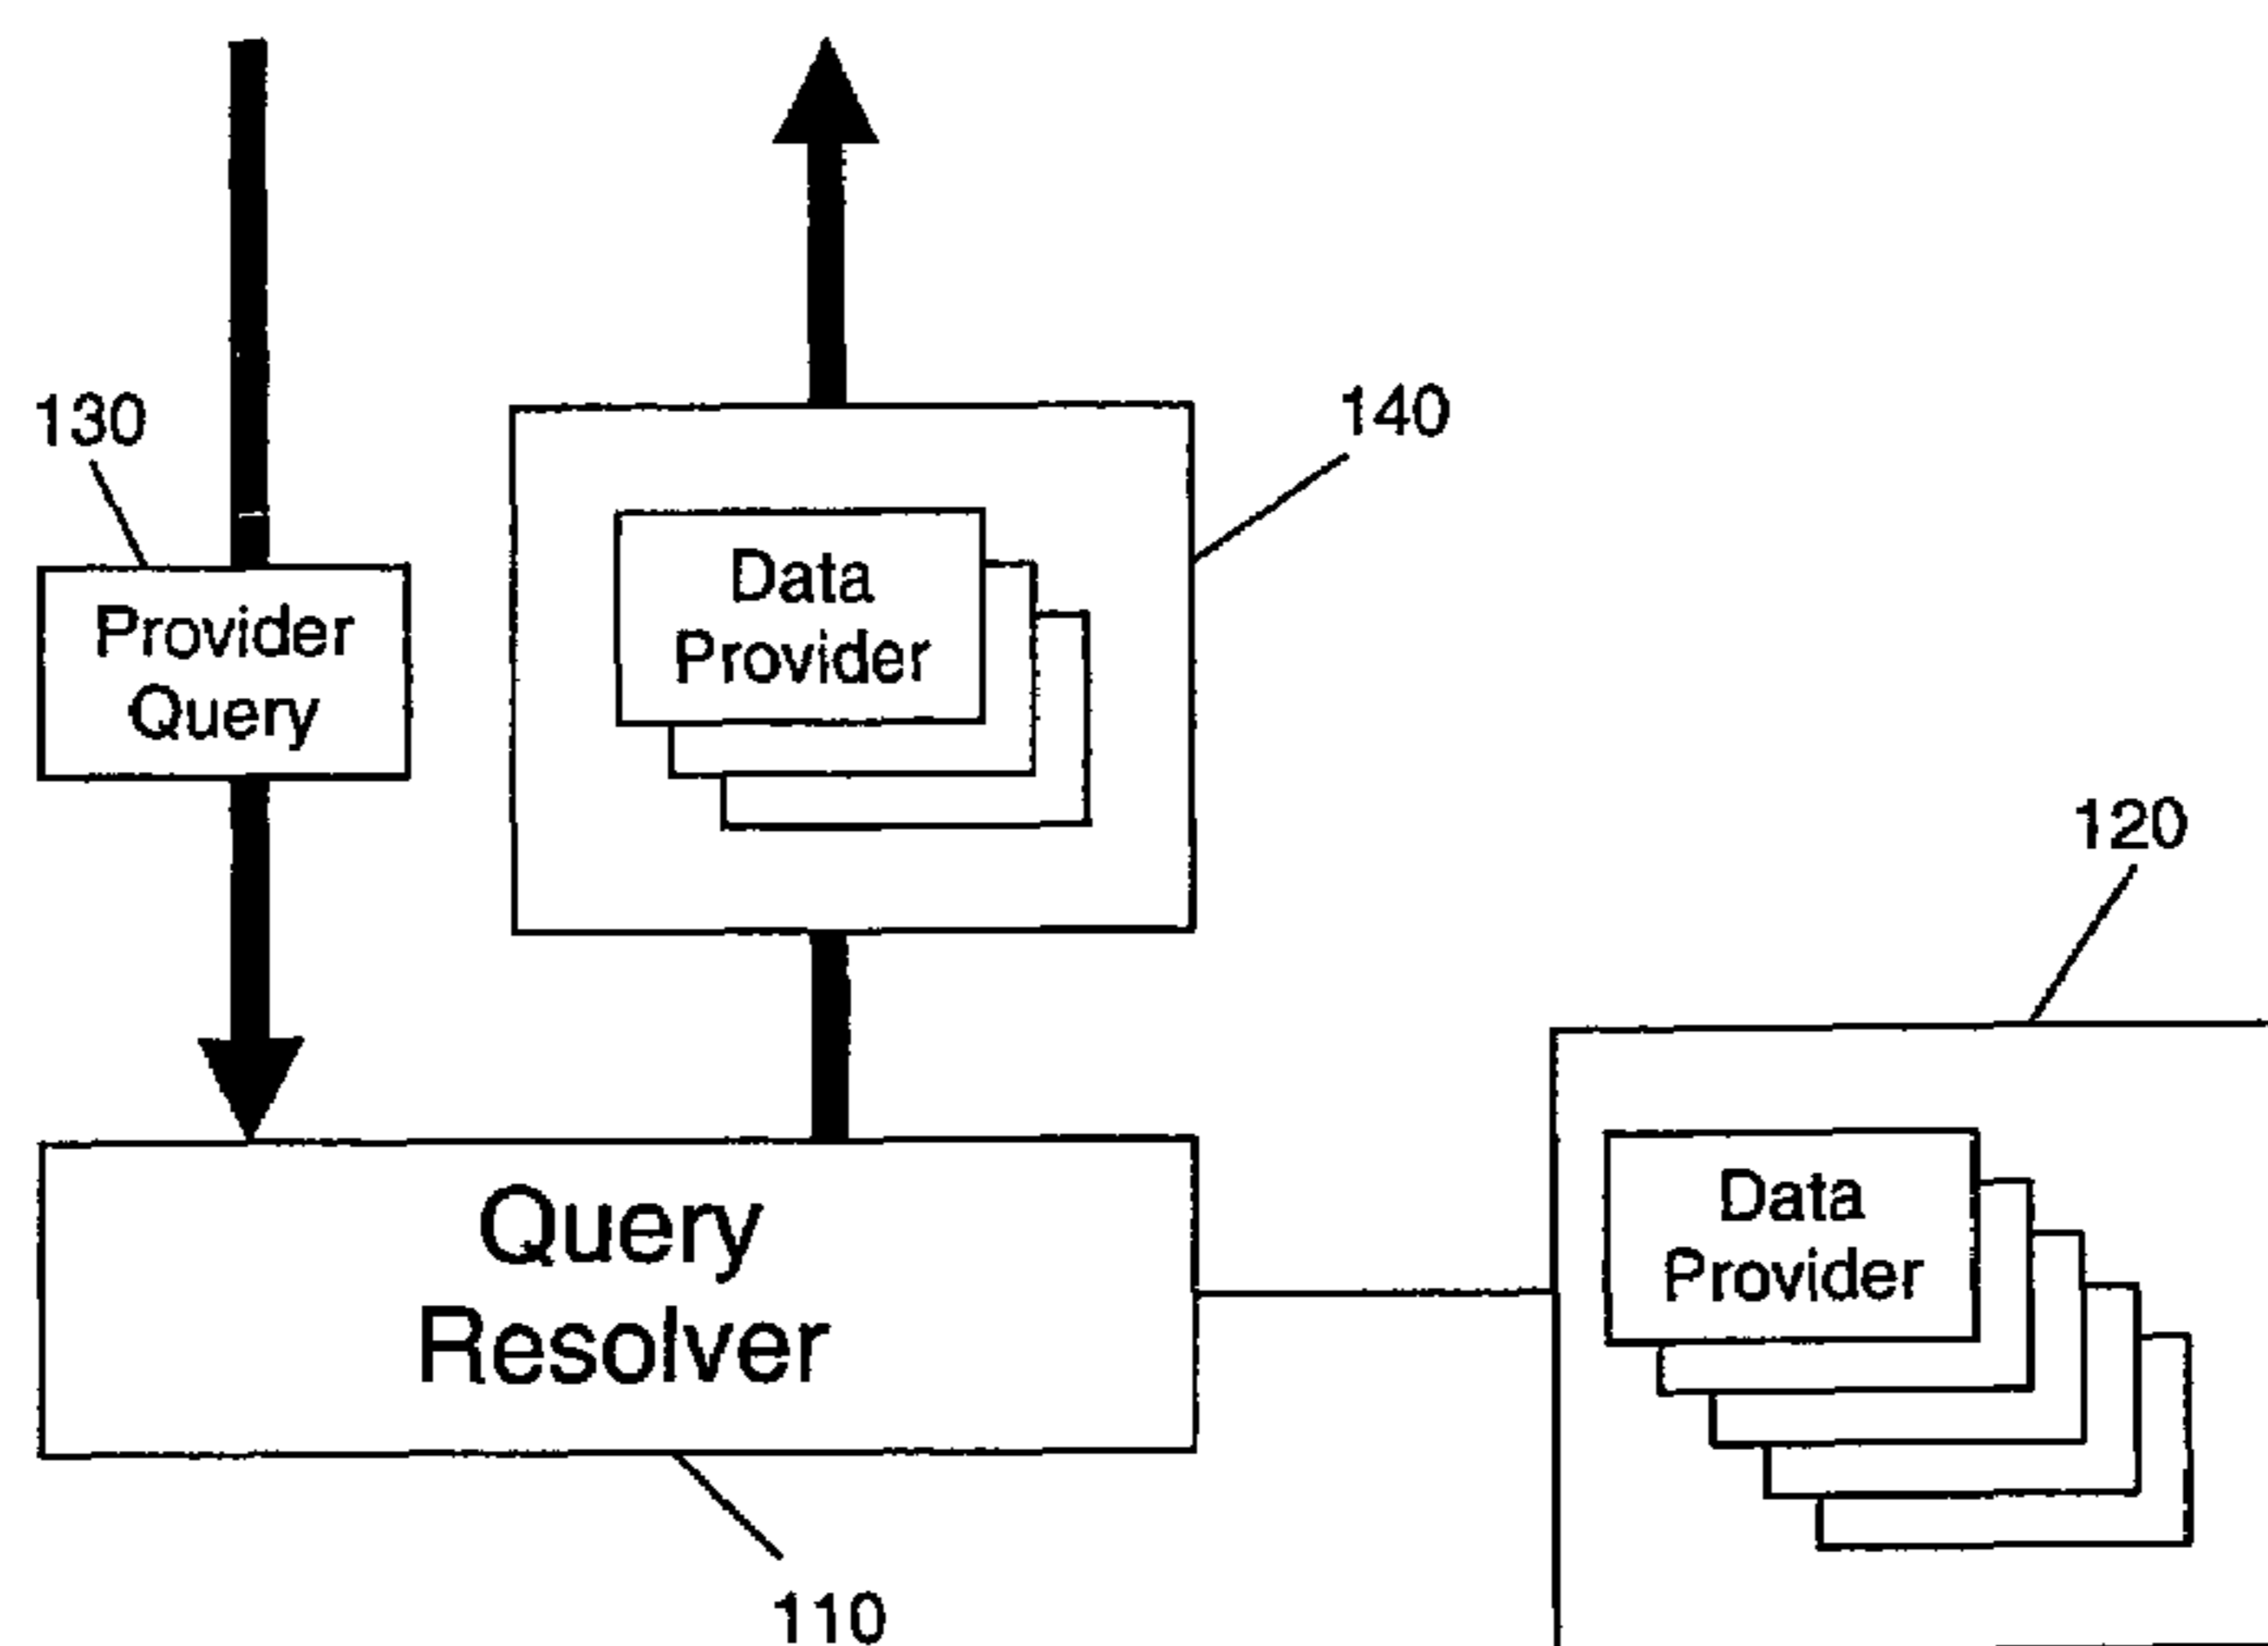 130
140
Data
Provider
Provider
Query
120
Query
Resolver
Data
Provider
110